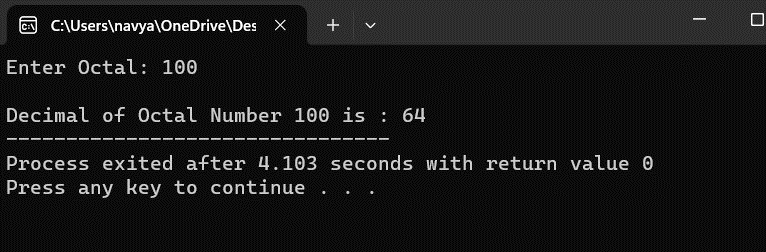 C:\Users\navya\OneDrive\Des
Enter Octal: 100
Decimal of Octal Number 100 is : 64
--------------------------------
Process exited after 4.103 seconds with return value 0
Press any key to continue . . .